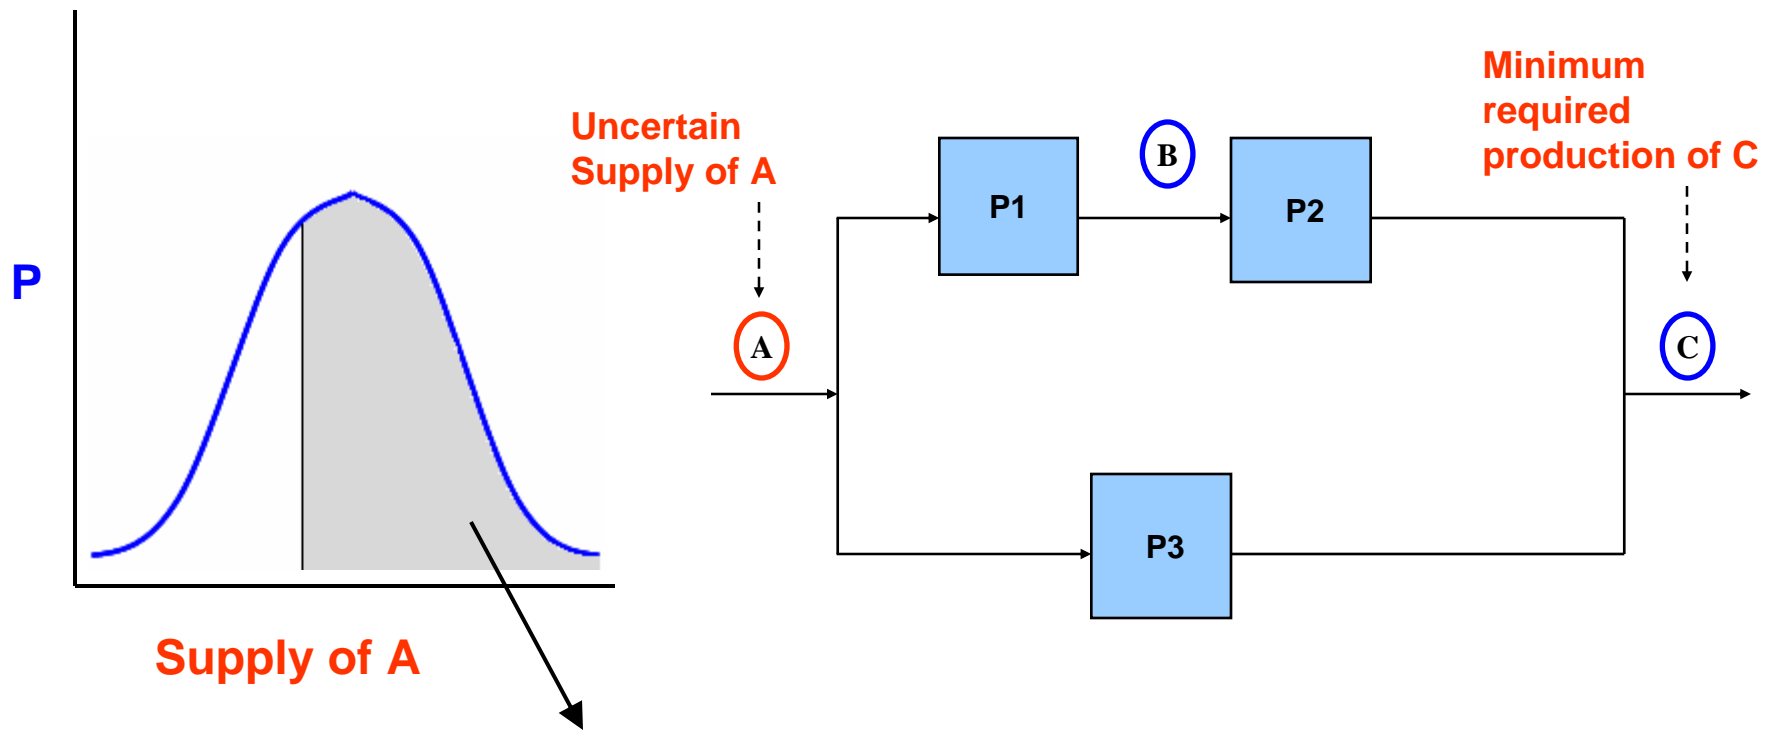 P
Supply of A
Uncertain
Supply of A
A
P1
B
P2
P3
Minimum
required
production of C
C